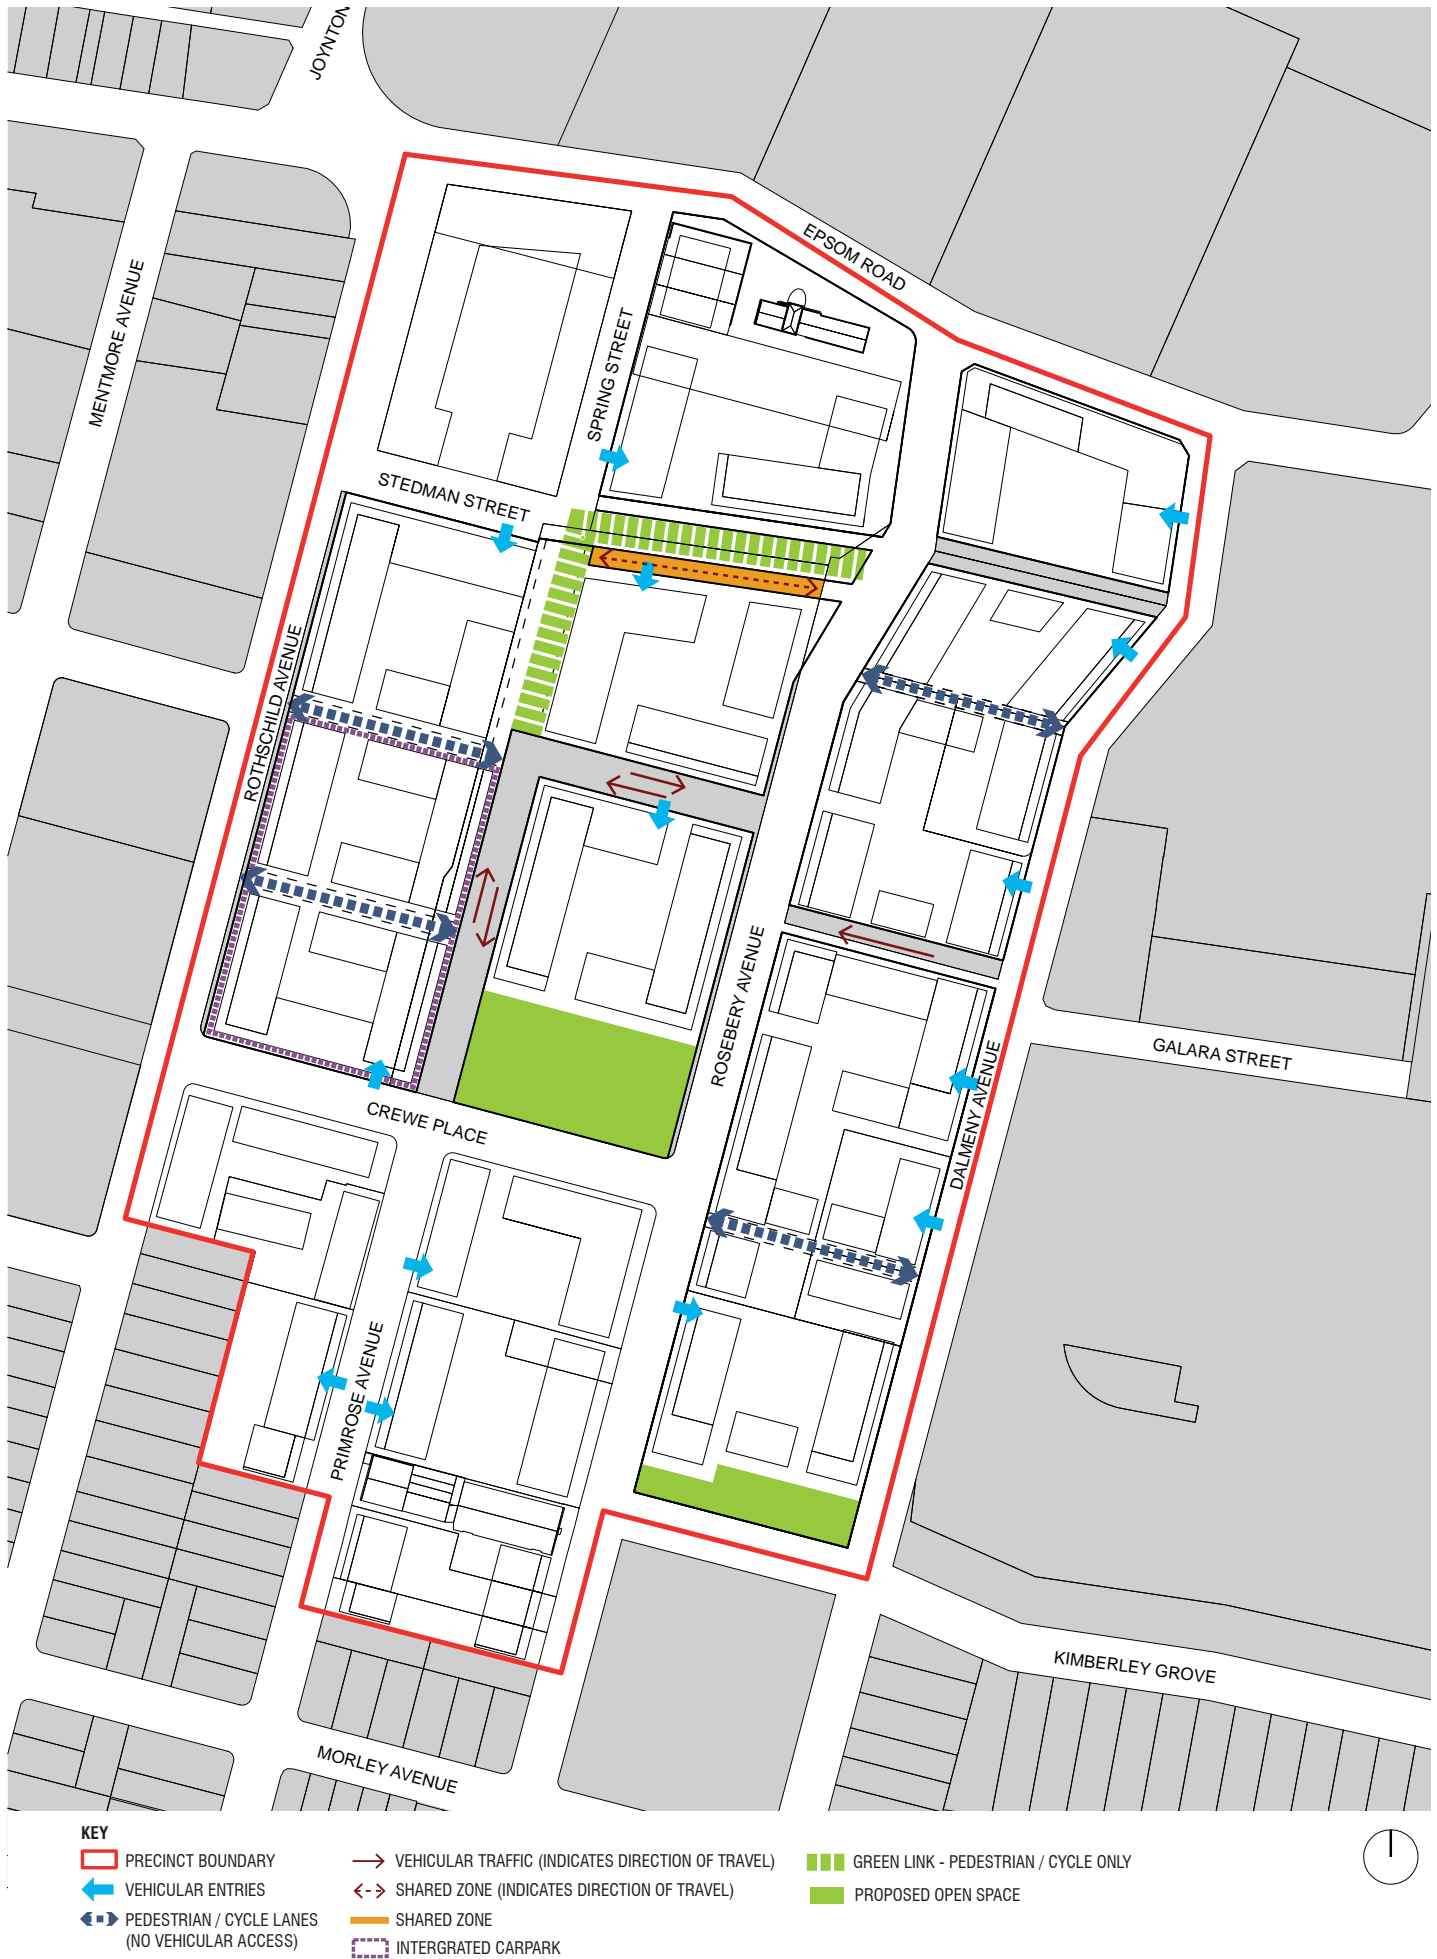 JOYNTON
EPSOM ROAD
MENTMORE AVENUE
SPRING STREET
STEDMAN STREET
ROTHSCHILD AVENUE
ROSEBERY AVENUE
GALARA STREET
DALMENY AVENUE
CREWE PLACE
PRIMROSE AVENUE
KIMBERLEY GROVE
MORLEY AVENUE
KEY
PRECINCT BOUNDARY
VEHICULAR ENTRIES
PEDESTRIAN / CYCLE LANES
(NO VEHICULAR ACCESS)
VEHICULAR TRAFFIC (INDICATES DIRECTION OF TRAVEL)
SHARED ZONE (INDICATES DIRECTION OF TRAVEL)
SHARED ZONE
INTERGRATED CARPARK
GREEN LINK - PEDESTRIAN / CYCLE ONLY
PROPOSED OPEN SPACE